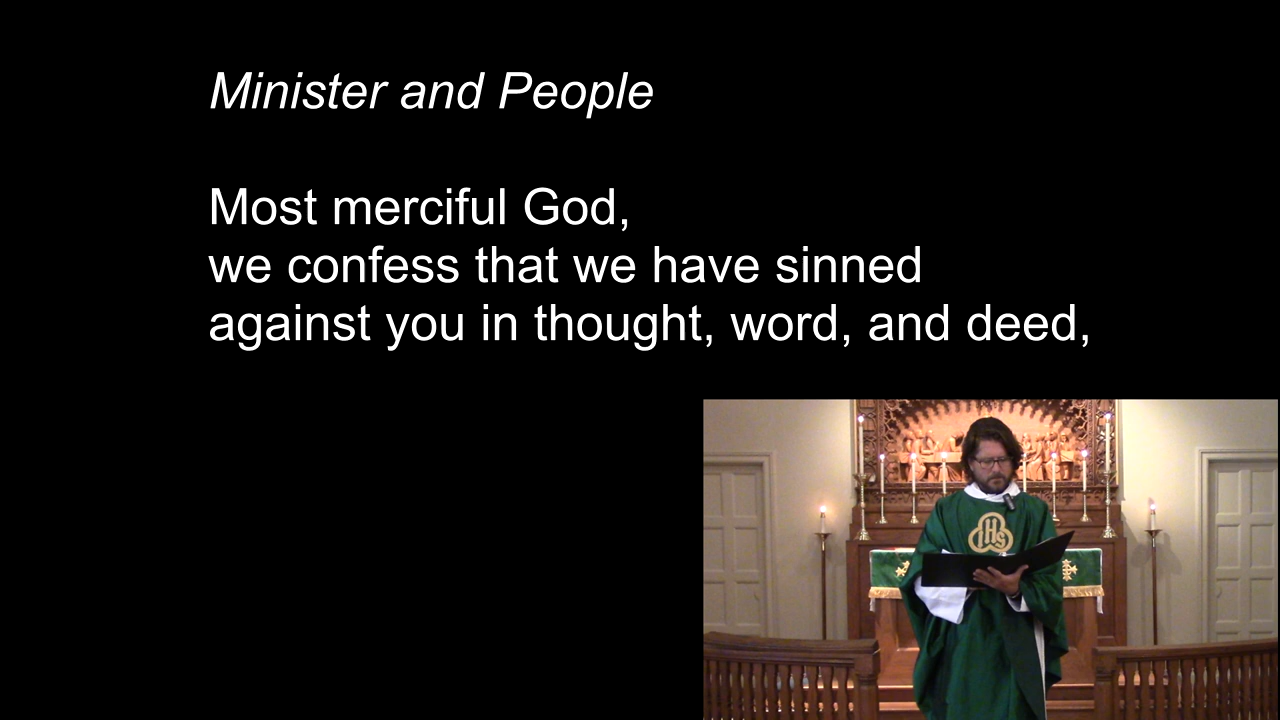 Minister and People
Most merciful God,
we confess that we have sinned
against you in thought, word, and deed,
IHS